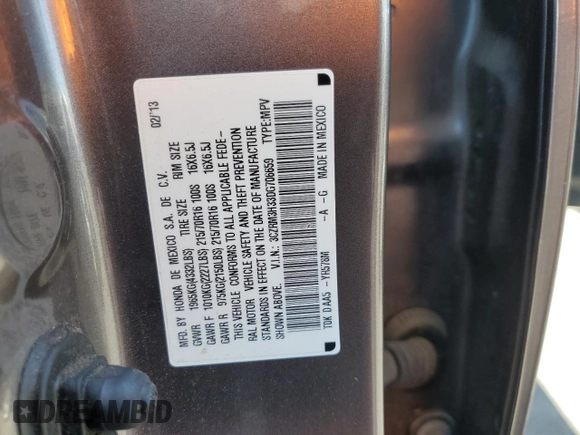 MFD. BY HONDA DE MEXICO S.A. DE C.V. 02/'13
GVWR 1965KG(4332LBS) TIRE SIZE RIM SIZE
GAWR F 1010KG(2227LBS) 215/70R16 100S 16X6.5J
GAWR R 975KG(2150LBS) 215/70R16 100S 16X6.5J
THIS VEHICLE CONFORMS TO ALL APPLICABLE FEDE-
RAL MOTOR VEHICLE SAFETY AND THEFT PREVENTION
STANDARDS IN EFFECT ON THE DATE OF MANUFACTURE
SHOWN ABOVE. V.I.N.: 3CZRM3H33DG706659 TYPE:MPV
TDK DAA5 -YR578M -A -G MADE IN MEXICO
DREAMBID